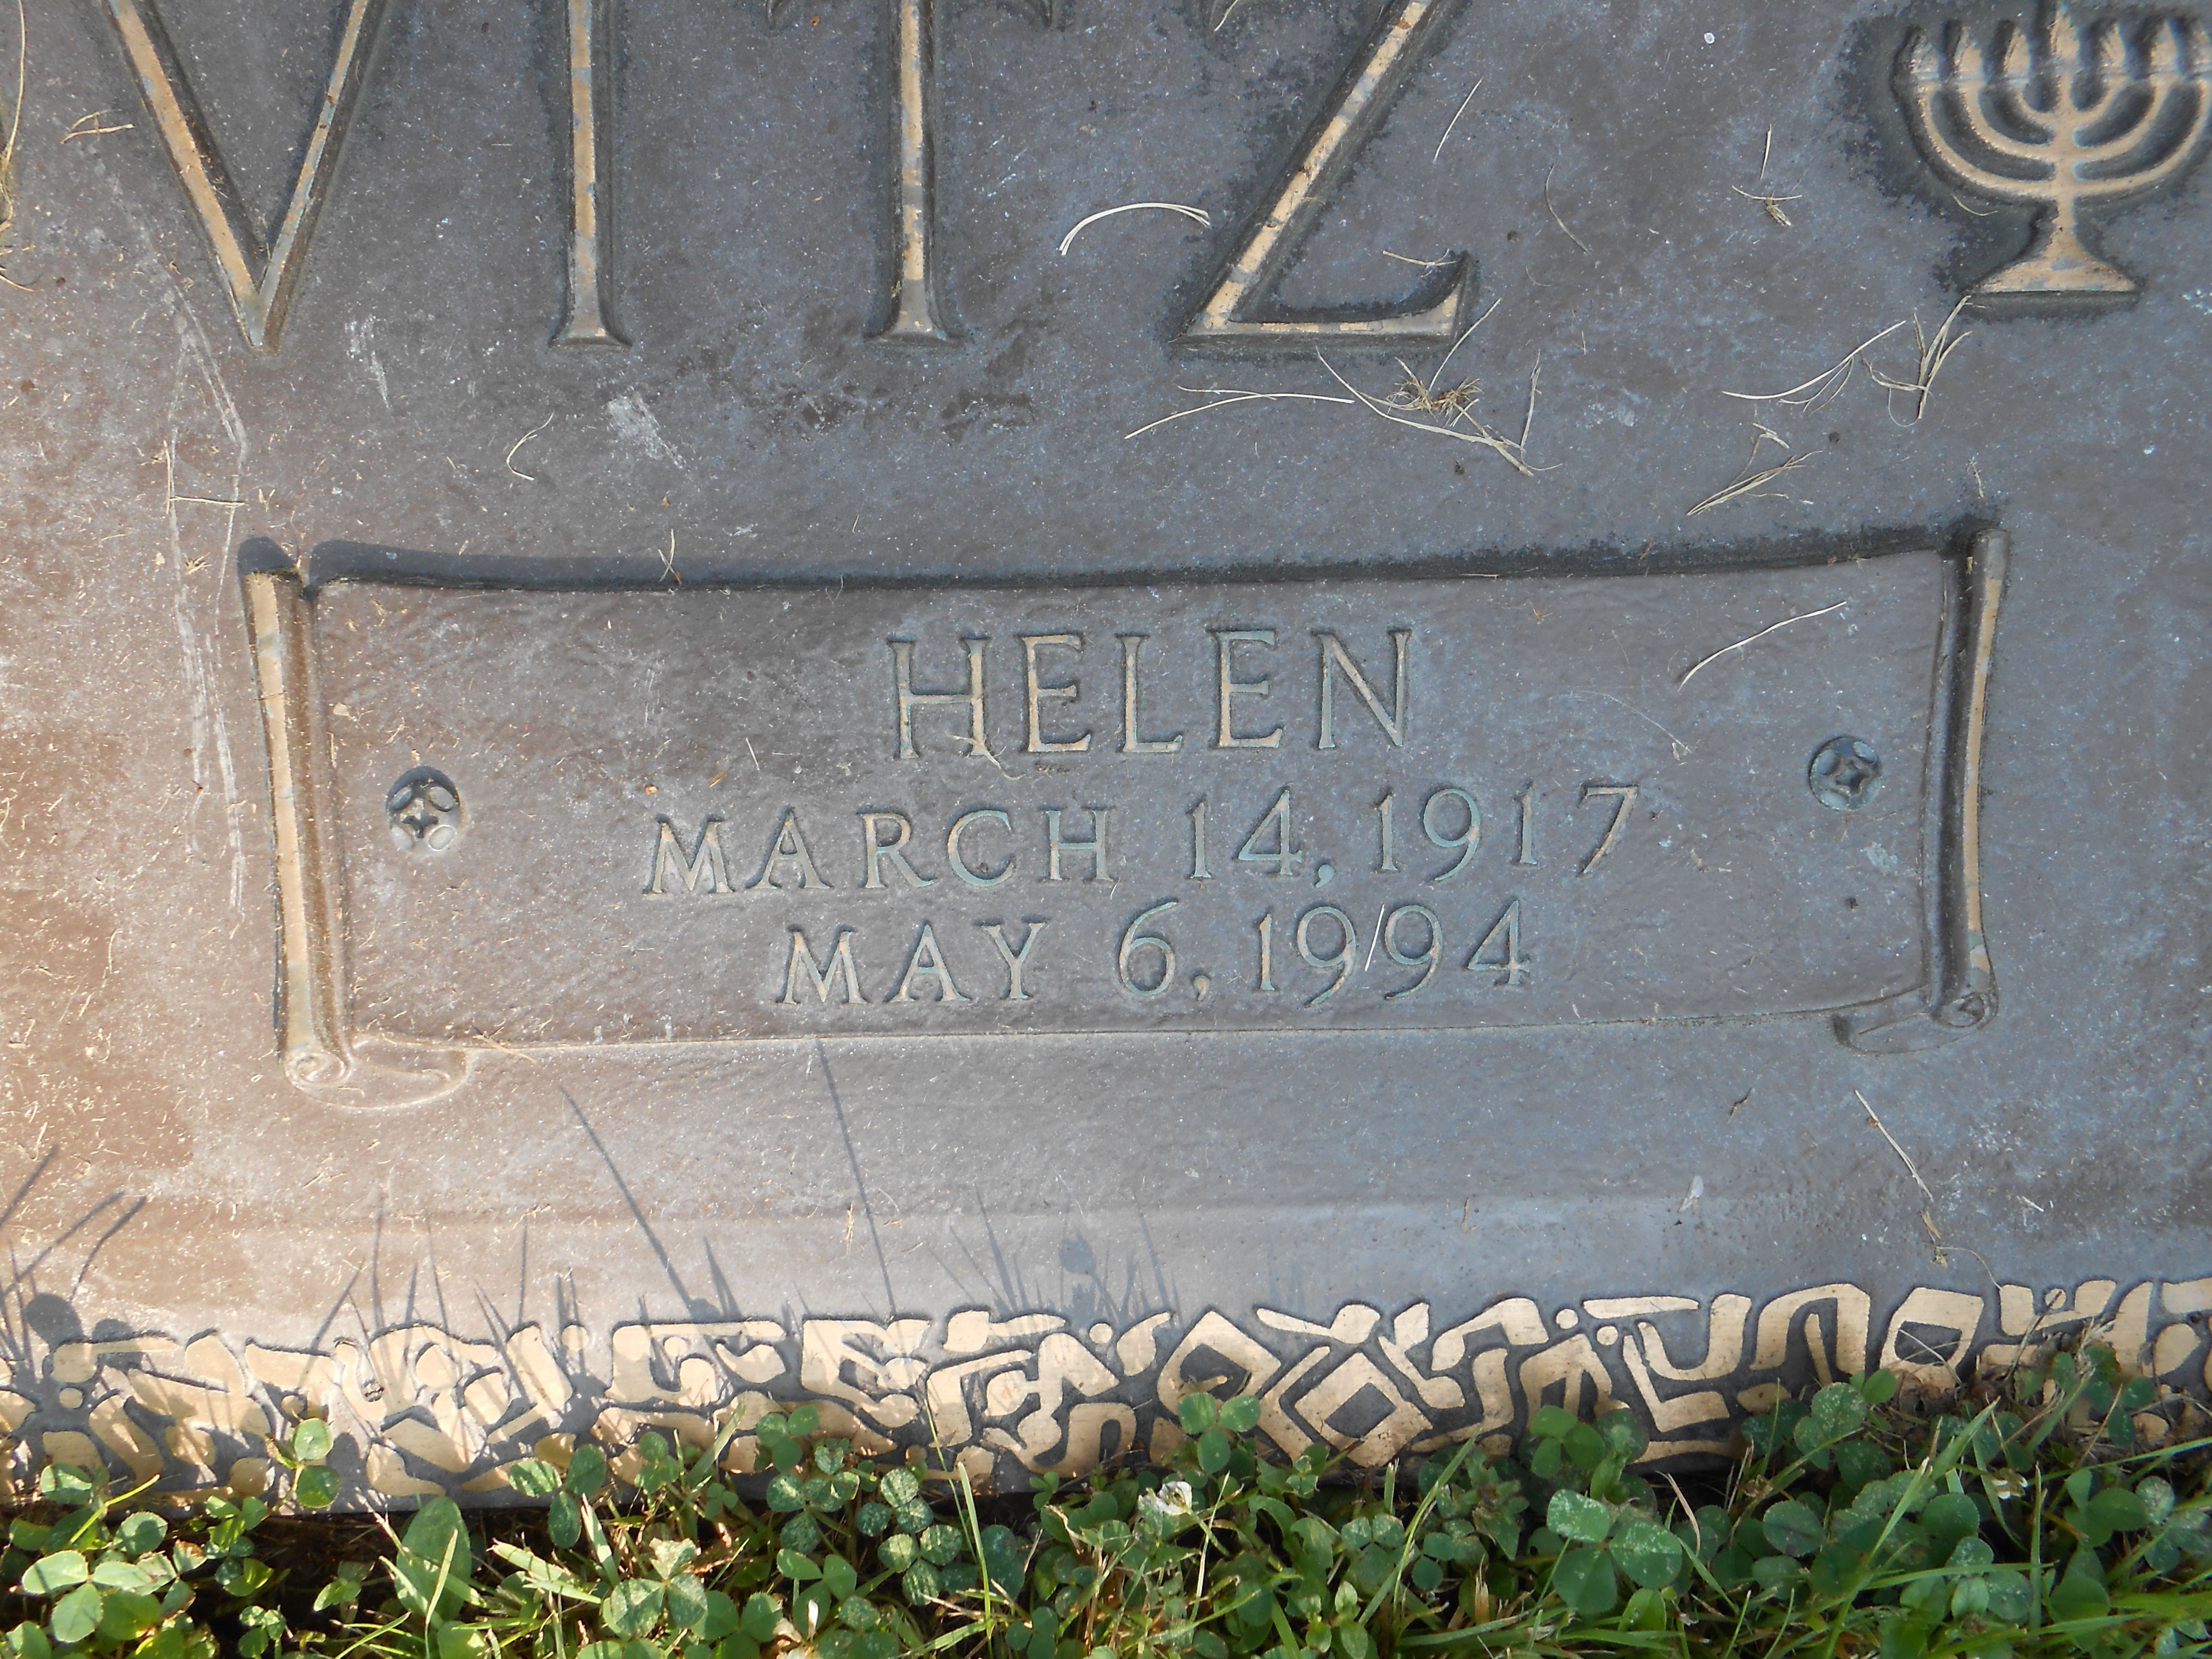 VITZ
HELEN
MARCH 14, 1917
MAY 6, 1994